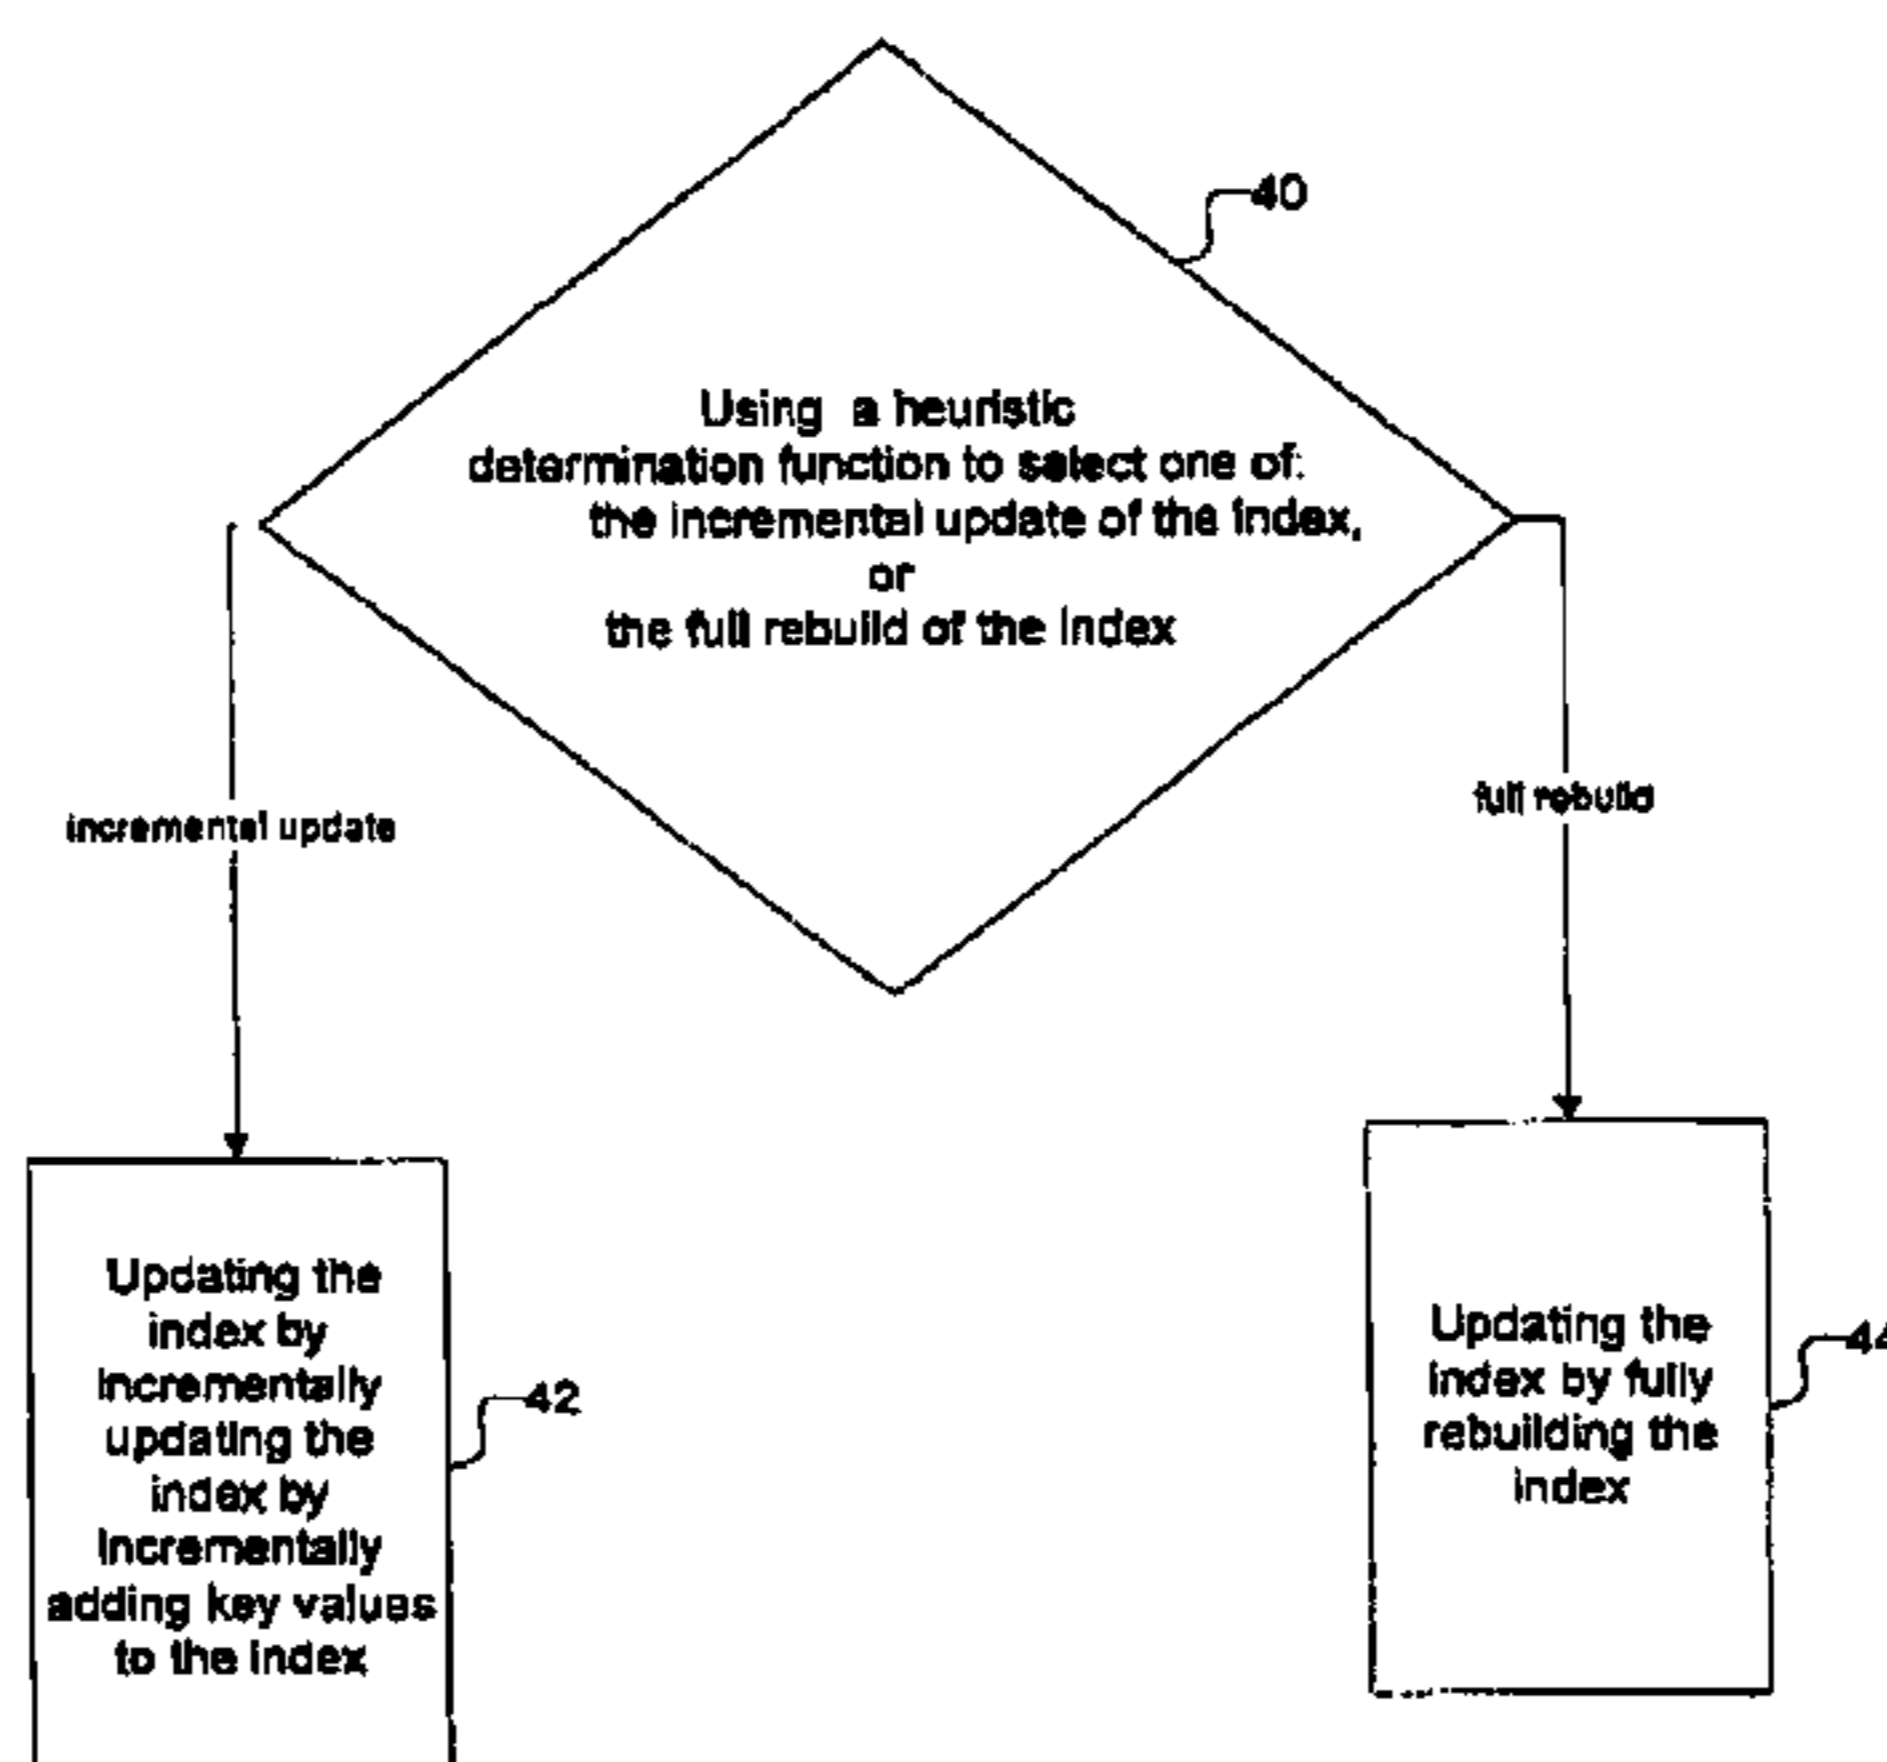 40
Using a heuristic
determination function to select one of:
the incremental update of the index,
or
the full rebuild of the index
incremental update
full rebuild
Updating the
index by
incrementally
updating the
index by
incrementally
adding key values
to the index
42
Updating the
index by fully
rebuilding the
index
44